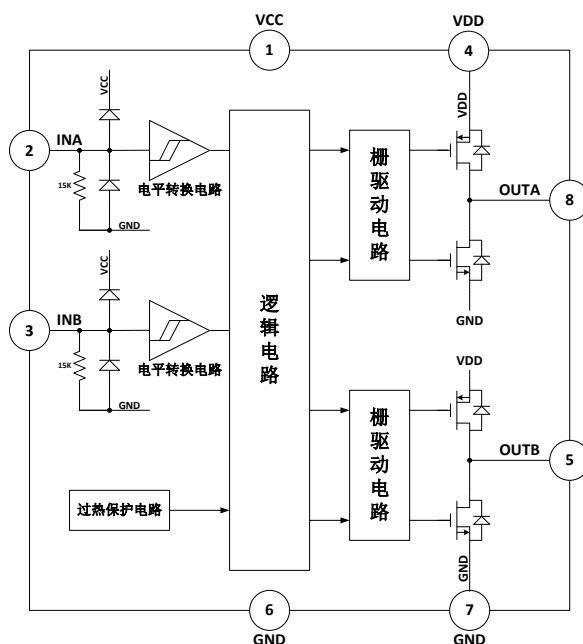 VCC
VDD
1
4
VCC
VDD
2
INA
15K
GND
电平转换电路
栅驱动电路
OUTA
8
GND
VCC
3
INB
15K
GND
电平转换电路
逻辑电路
VDD
栅驱动电路
OUTB
5
过热保护电路
GND
6
7
GND
GND